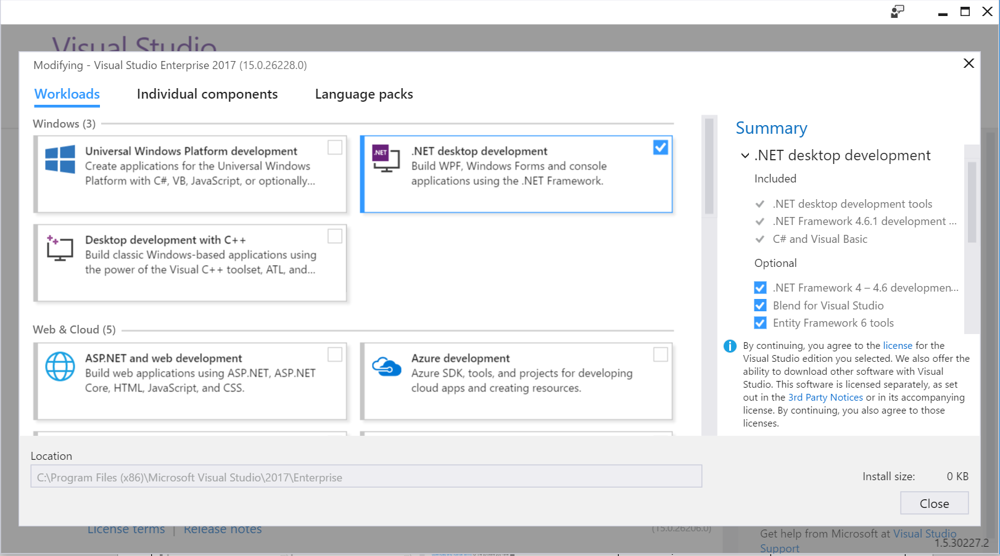 Visual Studio
Modifying - Visual Studio Enterprise 2017 (15.0.26228.0)
Workloads
Individual components
Language packs
Windows (3)
Universal Windows Platform development
Create applications for the Universal Windows
Platform with C#, VB, JavaScript, or optionally...
.NET
.NET desktop development
Build WPF, Windows Forms and console
applications using the .NET Framework.
Desktop development with C++
Build classic Windows-based applications using
the power of the Visual C++ toolset, ATL, and...
Web & Cloud (5)
ASP.NET and web development
Build web applications using ASP.NET, ASP.NET
Core, HTML, JavaScript, and CSS.
Azure development
Azure SDK, tools, and projects for developing
cloud apps and creating resources.
Summary
.NET desktop development
Included
.NET desktop development tools
.NET Framework 4.6.1 development ...
C# and Visual Basic
Optional
.NET Framework 4 – 4.6 developmen...
Blend for Visual Studio
Entity Framework 6 tools
By continuing, you agree to the license for the
Visual Studio edition you selected. We also offer the
ability to download other software with Visual
Studio. This software is licensed separately, as set
out in the 3rd Party Notices or in its accompanying
license. By continuing, you also agree to those
licenses.
Location
C:\Program Files (x86)\Microsoft Visual Studio\2017\Enterprise
Install size: 0 KB
Close
License terms | Release notes
(15.0.26206.0)
Get help from Microsoft at Visual Studio
Support
1.5.30227.2